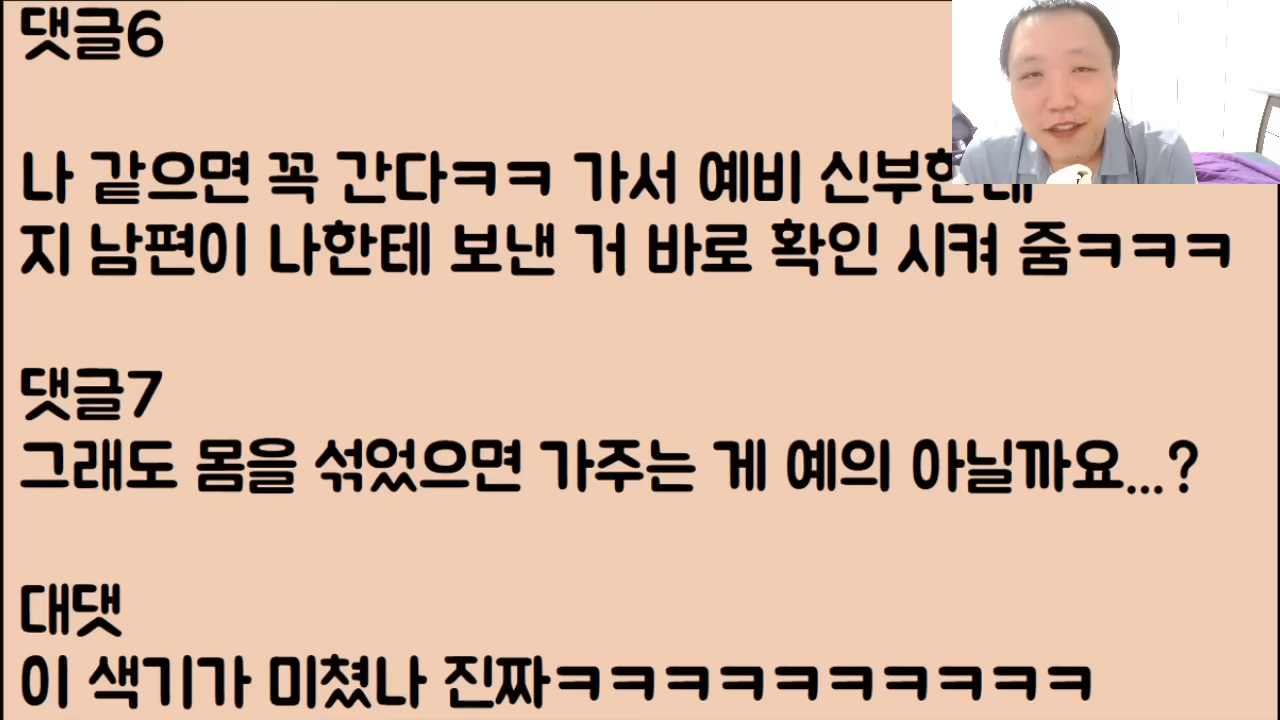 댓글6
나 같으면 꼭 간다ㅋㅋ 가서 예비 신부한테
지 남편이 나한테 보낸 거 바로 확인 시켜 줌ㅋㅋㅋ
댓글7
그래도 몸을 섞었으면 가주는 게 예의 아닐까요...?
대댓
이 색기가 미쳤나 진짜ㅋㅋㅋㅋㅋㅋㅋㅋㅋㅋ